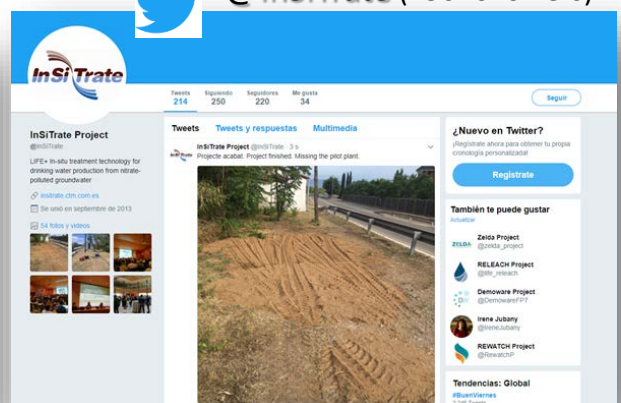 InSiTrate
Tweets Siguiendo Seguidores Me gusta
214 250 220 34
Seguir
InSiTrate Project
@InSiTrate
LIFE+ In-situ treatment technology for
drinking water production from nitrate-
polluted groundwater
insitrate.ctm.com.es
Se unió en septiembre de 2013
54 fotos y vídeos
Tweets Tweets y respuestas Multimedia
InSiTrate Project @InSiTrate · 3 s
Projecte acabat. Project finished. Missing the pilot plant.
¿Nuevo en Twitter?
¡Regístrate ahora para obtener tu propia
cronología personalizada!
Regístrate
También te puede gustar
Actualizar
ZELDA
Zelda Project
@zelda_project
RELEACH Project
@life_releach
Demoware Project
@DemowareFP7
Irene Jubany
@IreneJubany
REWATCH Project
@RewatchP
Tendencias: Global
#BuenViernes